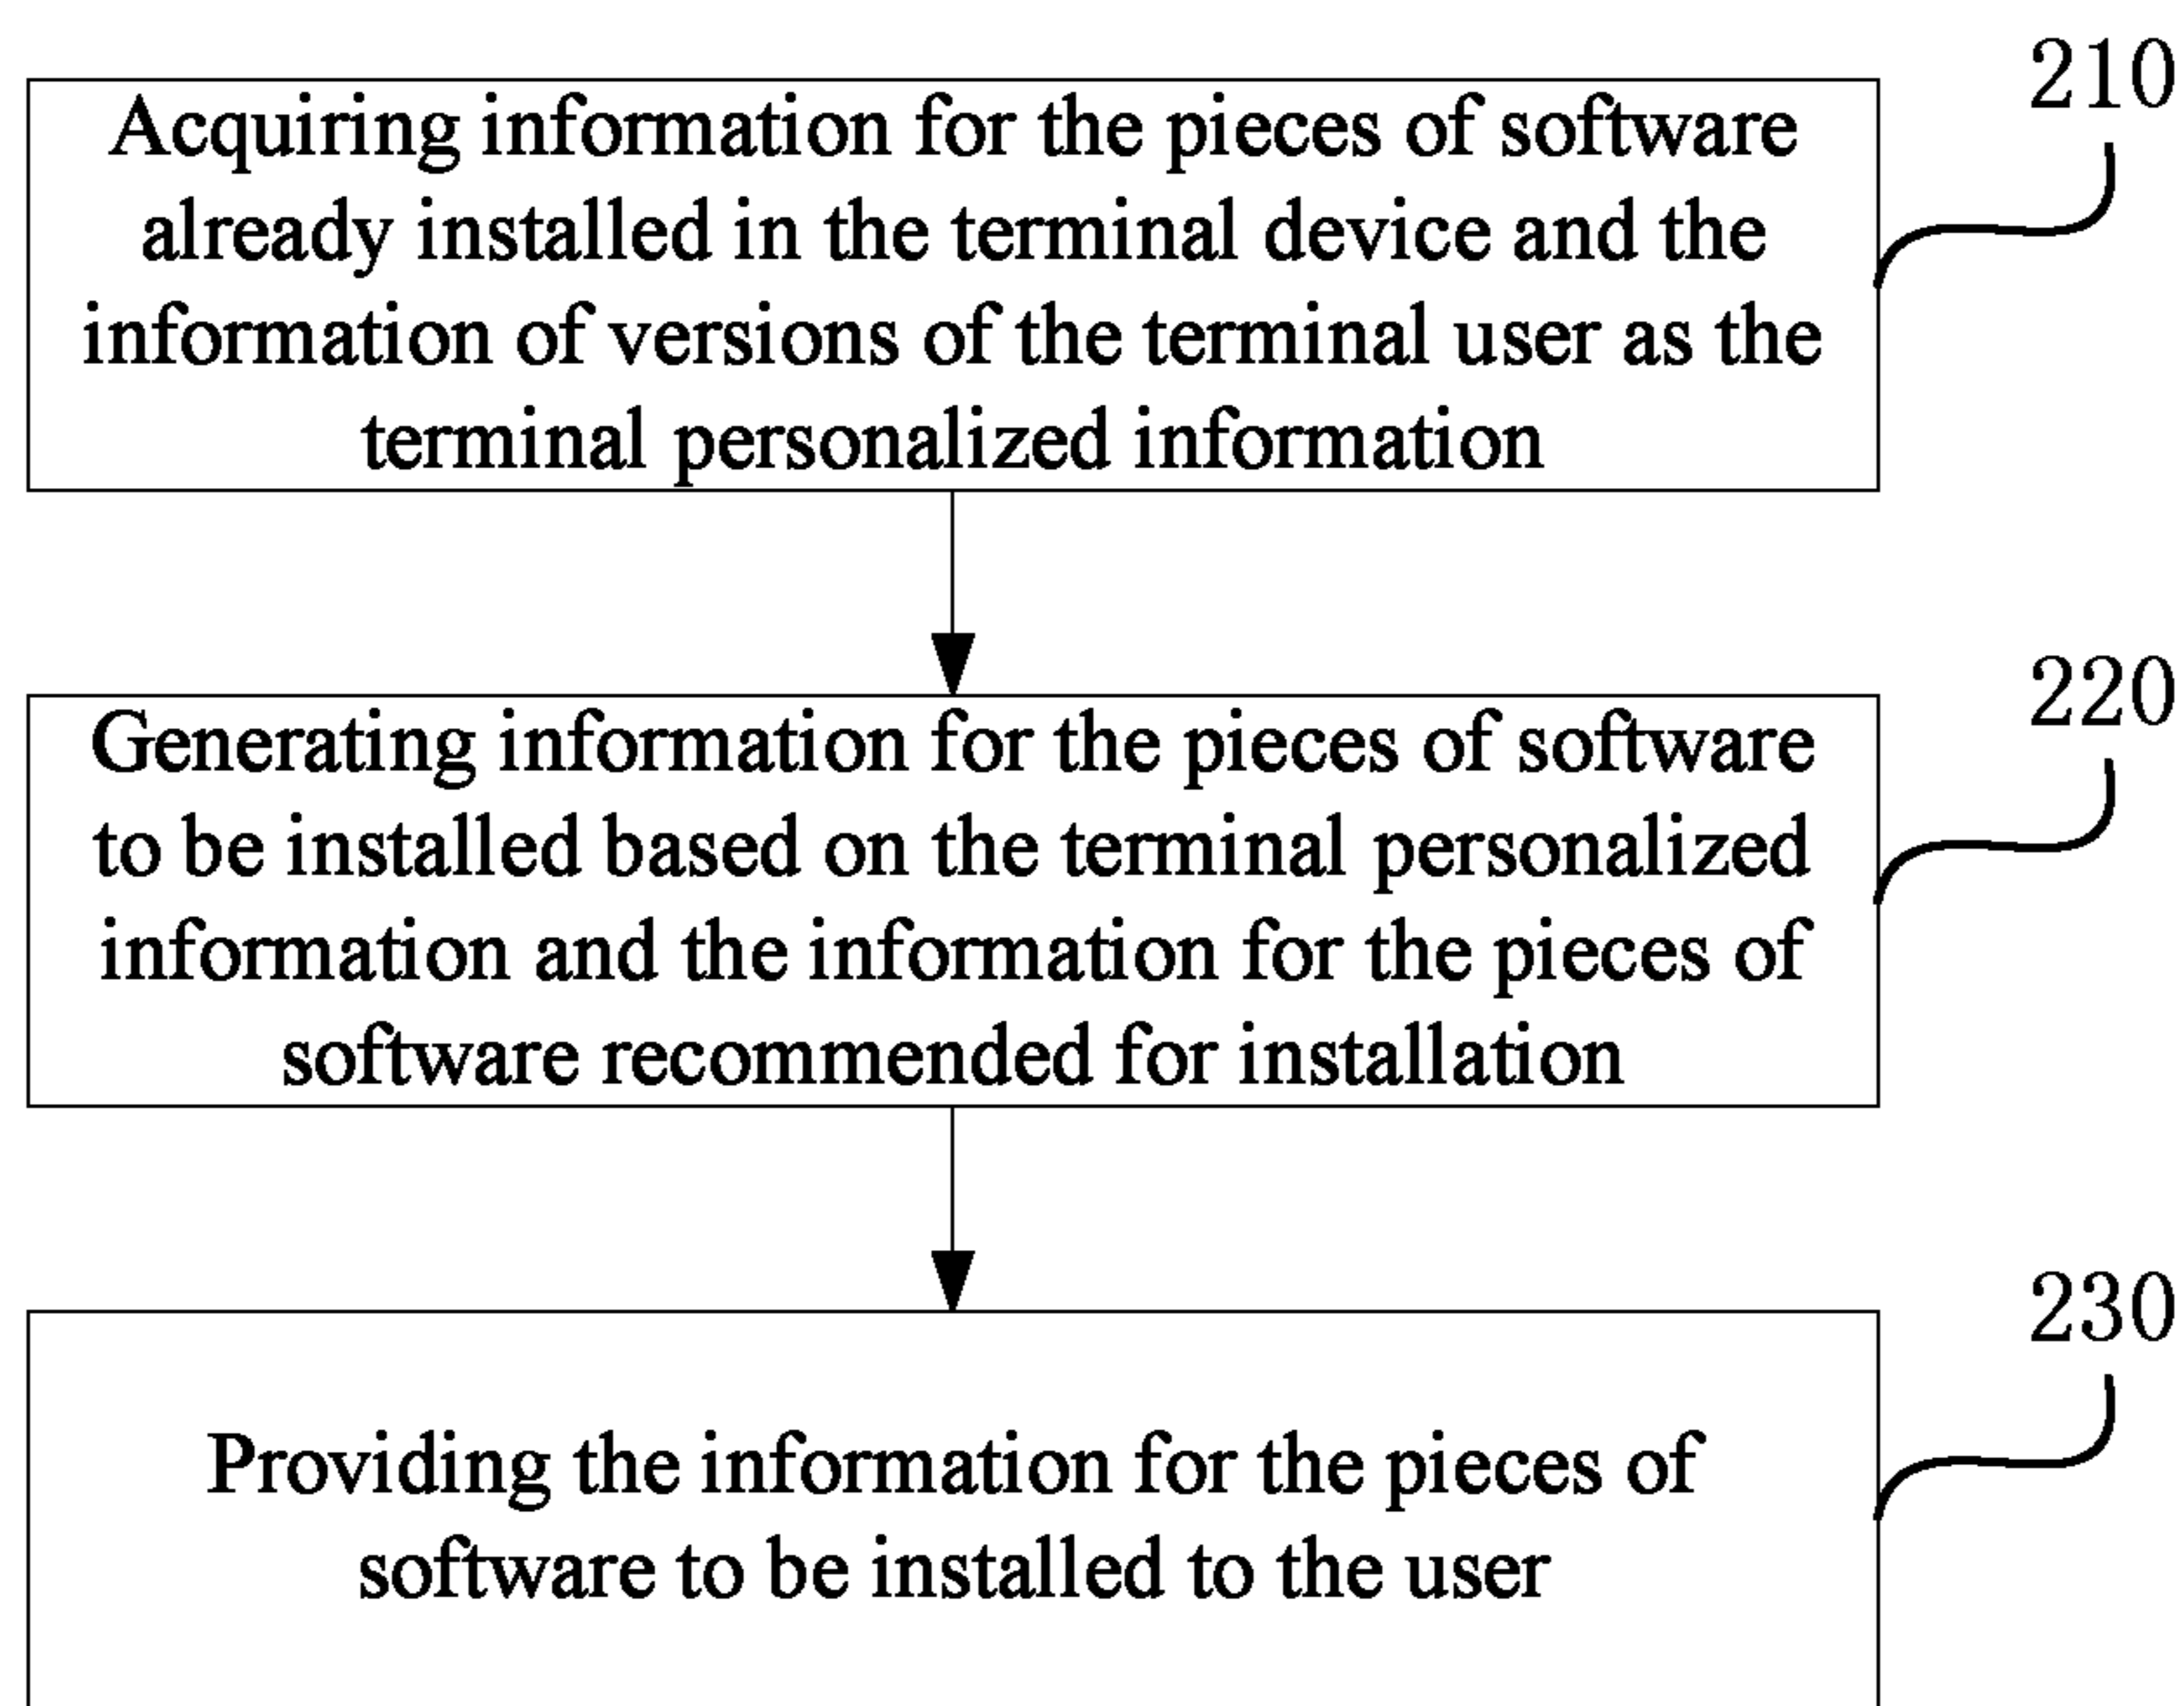 210
Acquiring information for the pieces of software
already installed in the terminal device and the
information of versions of the terminal user as the
terminal personalized information
220
Generating information for the pieces of software
to be installed based on the terminal personalized
information and the information for the pieces of
software recommended for installation
230
Providing the information for the pieces of
software to be installed to the user